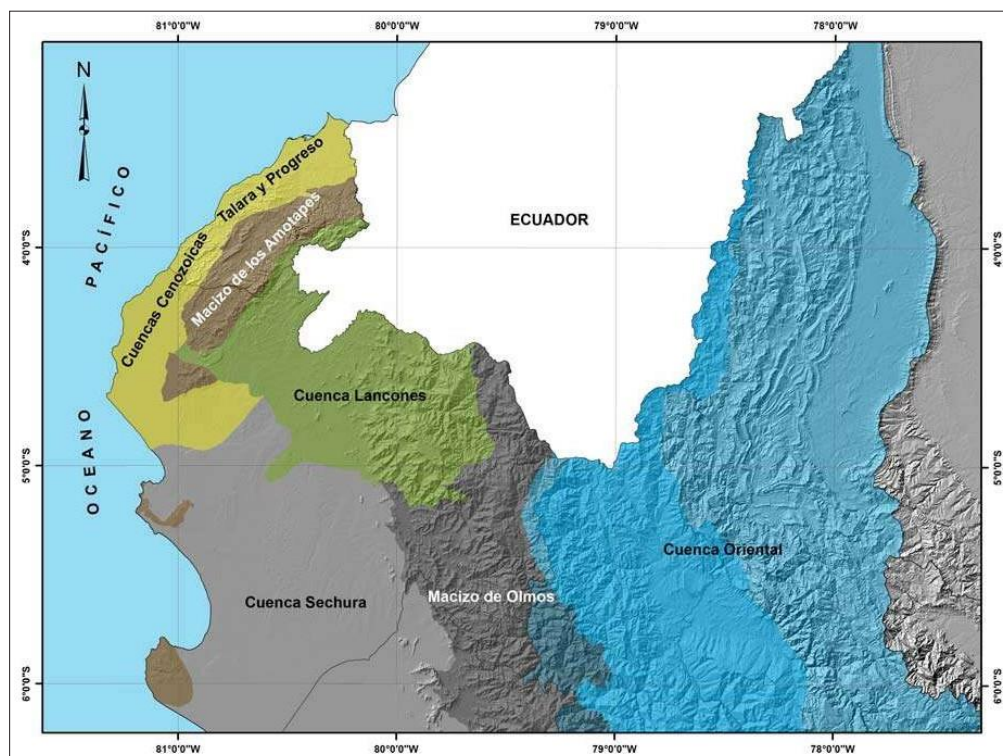 81°0'0"W 80°0'0"W 79°0'0"W 78°0'0"W
N
OCEANO PACÍFICO
Cuencas Cenozoicas Talara y Progreso
Macizo de los Amotapes
ECUADOR
4°0'0"S 4°0'0"S
Cuenca Lancones
5°0'0"S 5°0'0"S
Cuenca Oriental
Cuenca Sechura
Macizo de Olmos
6°0'0"S 6°0'0"S
81°0'0"W 80°0'0"W 79°0'0"W 78°0'0"W